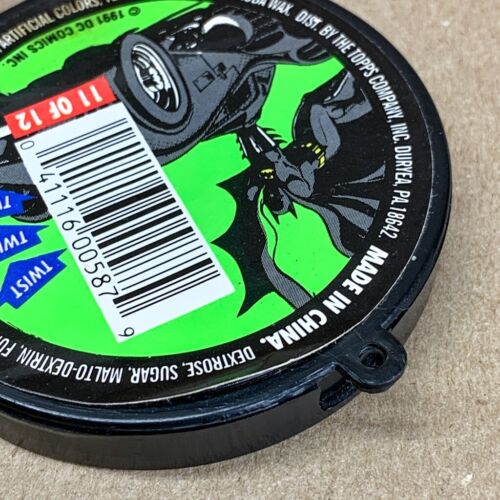 ARTIFICIAL COLORS,
©1991 DC COMICS INC.
WAX. DIST. BY THE TOPPS COMPANY, INC. DURYEA, PA.18642.
MADE IN CHINA.
DEXTROSE, SUGAR, MALTO-DEXTRIN,
11 OF 12
0 41116 00587 9
TWIST